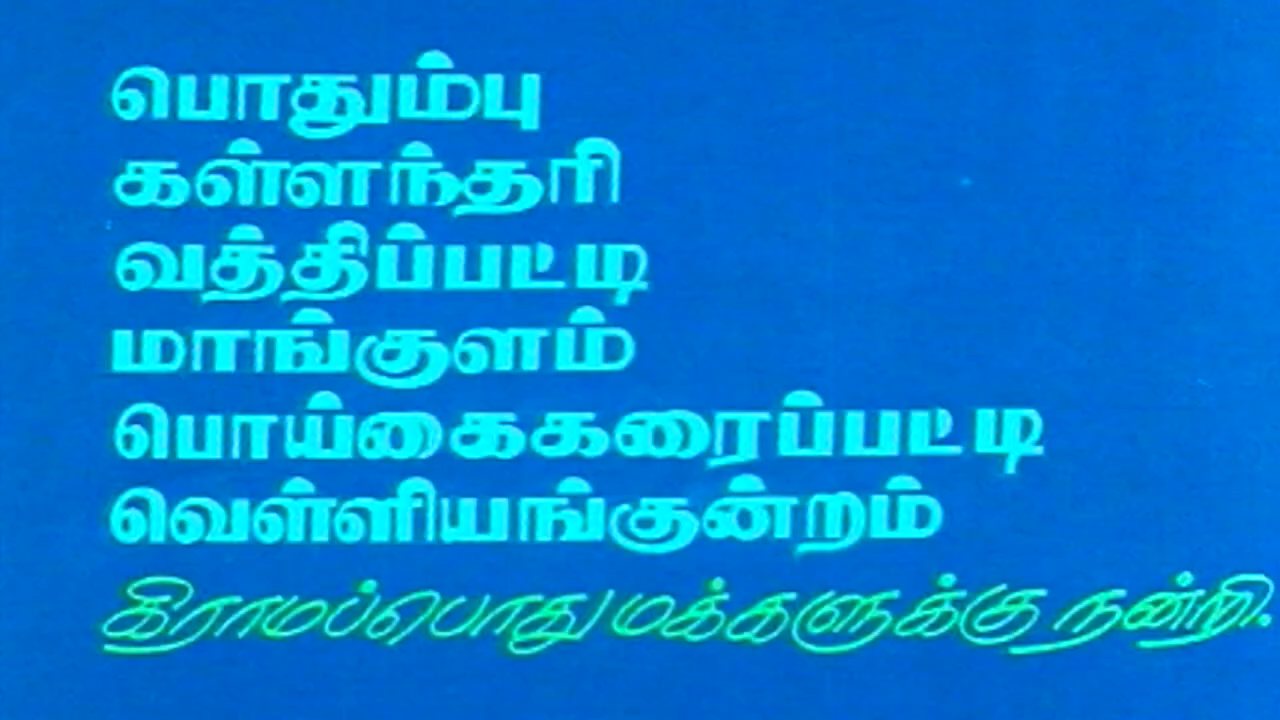 பொதும்பு
கள்ளந்தரி
வத்திப்பட்டி
மாங்குளம்
பொய்கைகரைப்பட்டி
வெள்ளியங்குன்றம்
கிராமப்பொதுமக்களுக்கு நன்றி.